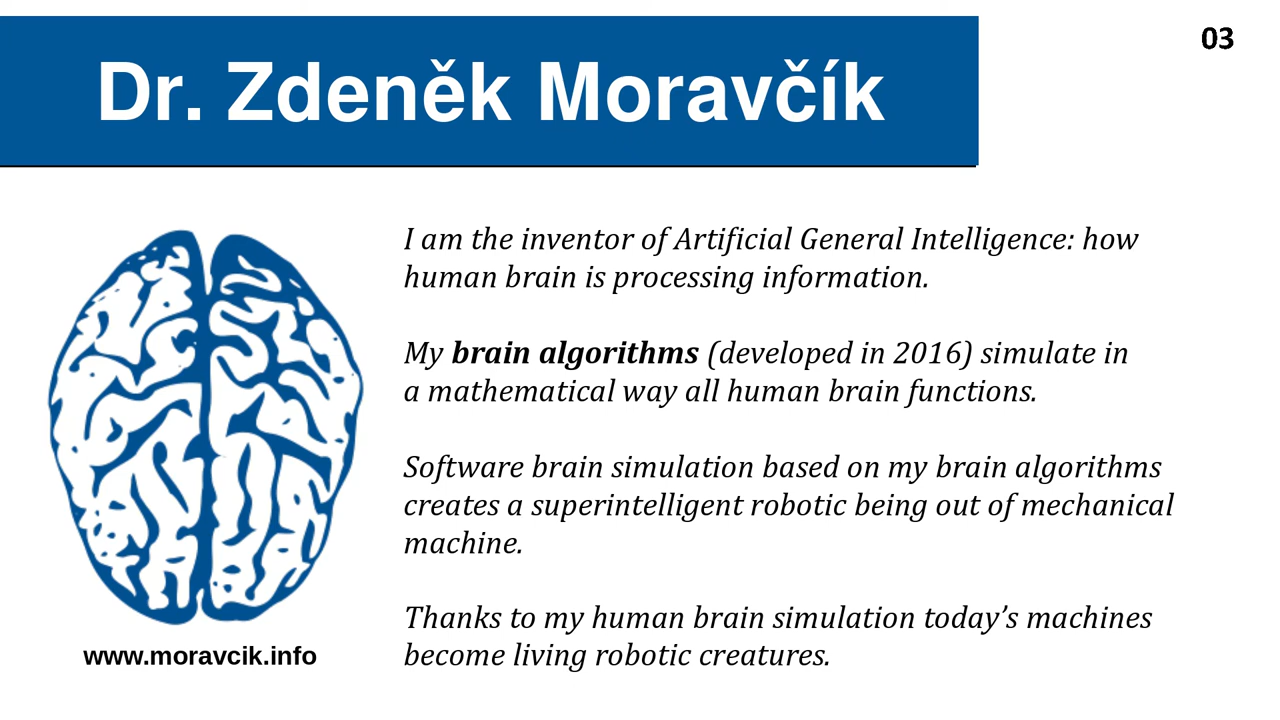 03
Dr. Zdeněk Moravčík
I am the inventor of Artificial General Intelligence: how
human brain is processing information.
My brain algorithms (developed in 2016) simulate in
a mathematical way all human brain functions.
Software brain simulation based on my brain algorithms
creates a superintelligent robotic being out of mechanical
machine.
Thanks to my human brain simulation today’s machines
become living robotic creatures.
www.moravcik.info